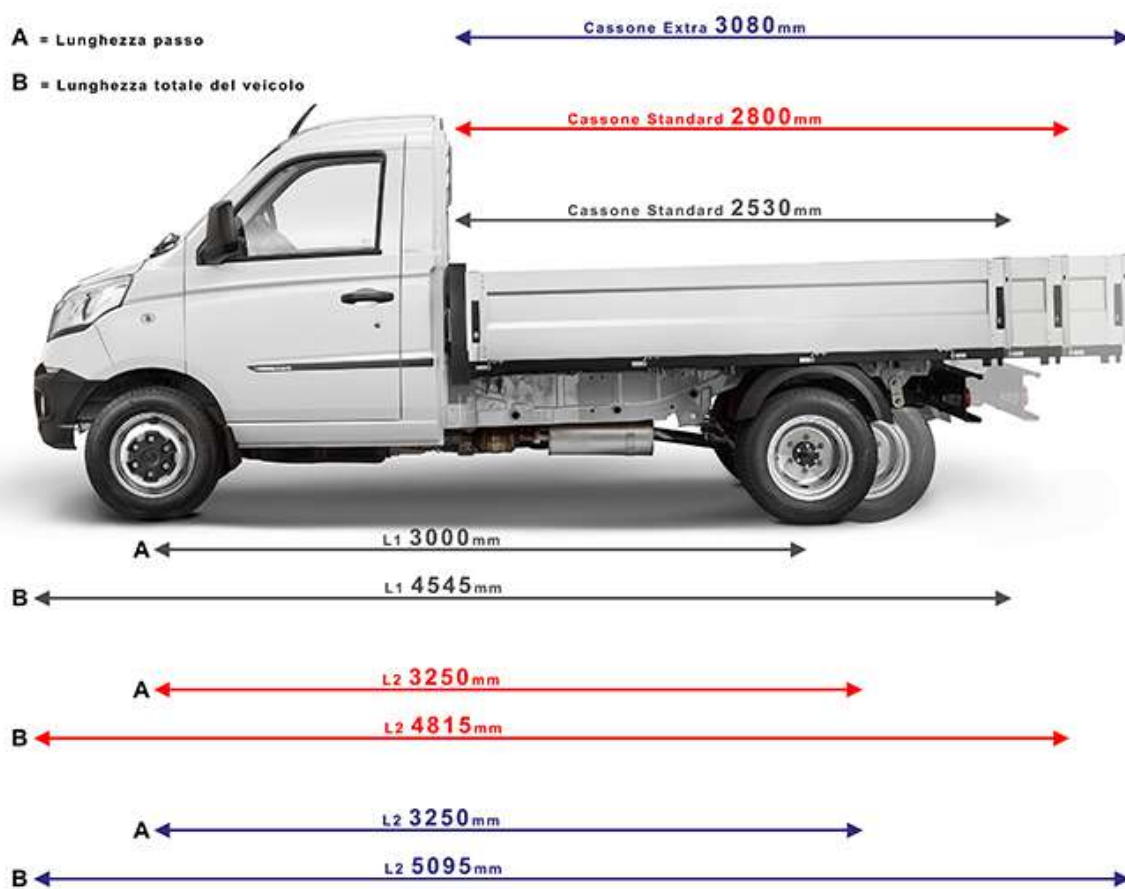 Cassone Extra 3080mm
A = Lunghezza passo
B = Lunghezza totale del veicolo
Cassone Standard 2800mm
Cassone Standard 2530mm
L1 3000mm
A
L1 4545mm
B
L2 3250mm
A
L2 4815mm
B
L2 3250mm
A
L2 5095mm
B